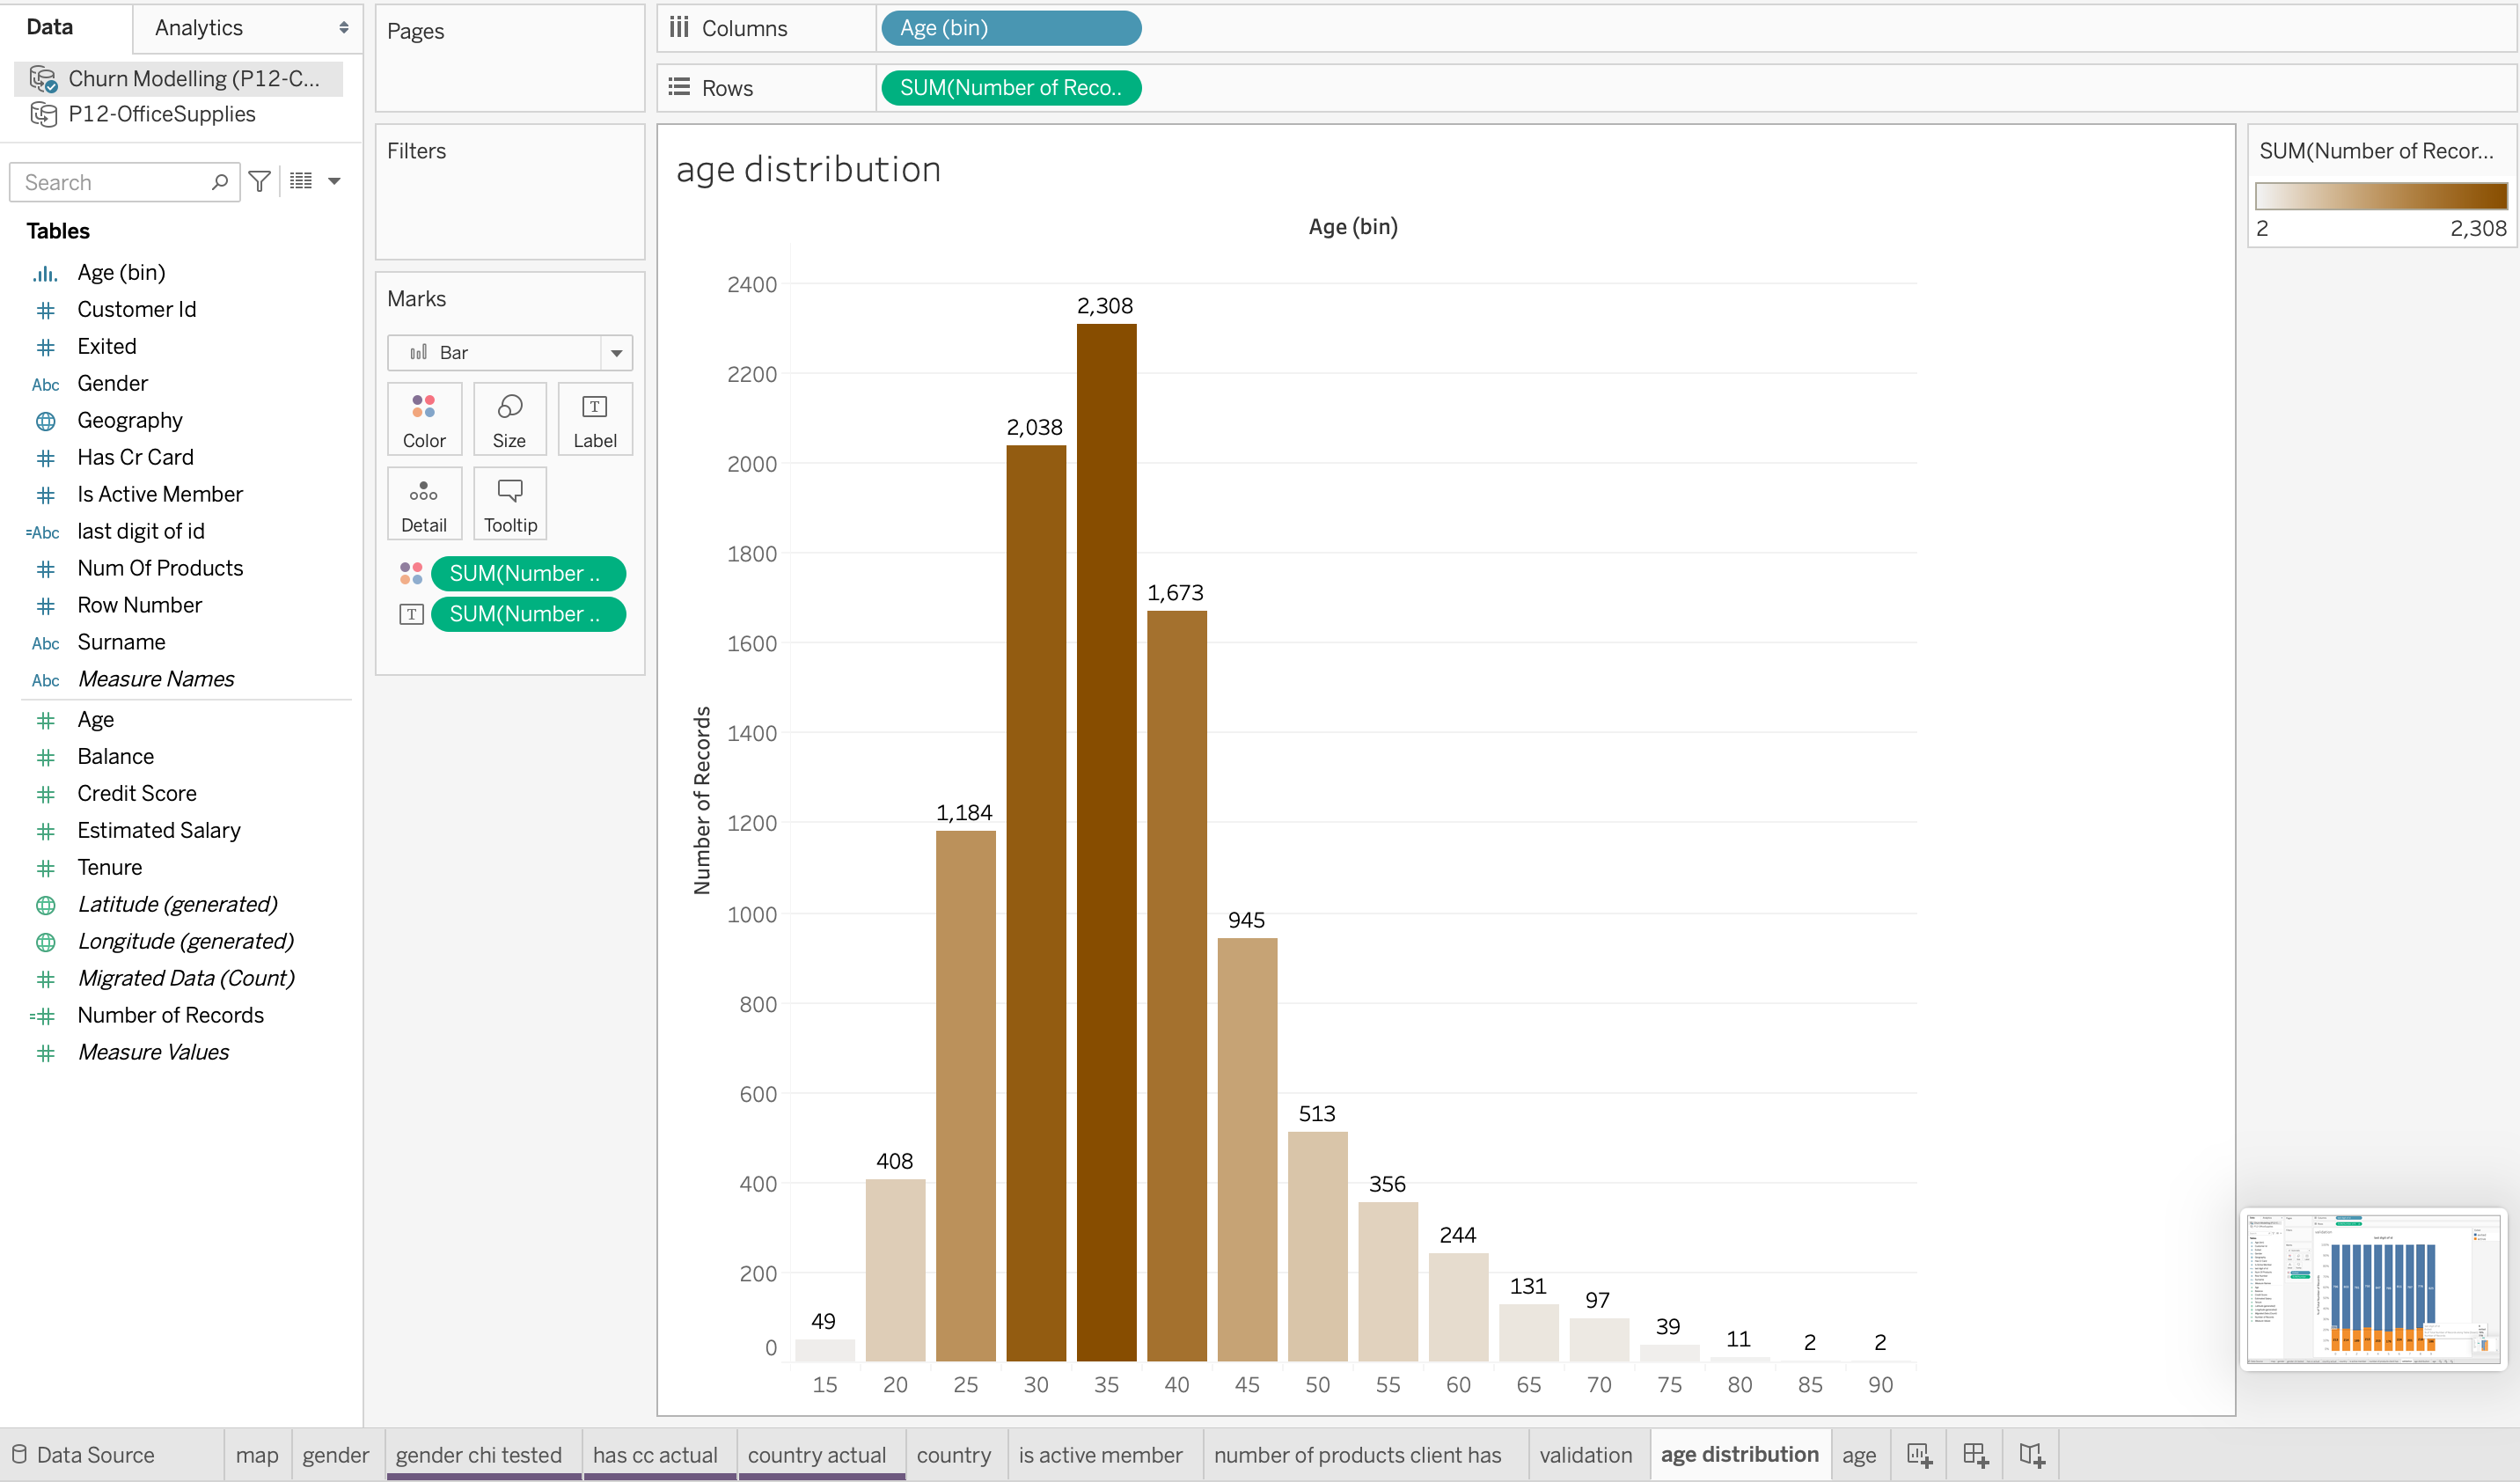 Data
Analytics
Churn Modelling (P12-C...
P12-OfficeSupplies
Search
Tables
Age (bin)
# Customer Id
# Exited
Abc Gender
Geography
# Has Cr Card
# Is Active Member
=Abc last digit of id
# Num Of Products
# Row Number
Abc Surname
Abc Measure Names
# Age
# Balance
# Credit Score
# Estimated Salary
# Tenure
Latitude (generated)
Longitude (generated)
# Migrated Data (Count)
=# Number of Records
# Measure Values
Pages
Filters
Marks
Bar
Color
Size
T
Label
Detail
Tooltip
SUM(Number ..
T SUM(Number ..
Columns
Age (bin)
Rows
SUM(Number of Reco..
age distribution
Age (bin)
Number of Records
2400
2200
2000
1800
1600
1400
1200
1000
800
600
400
200
0
49
408
1,184
2,038
2,308
1,673
945
513
356
244
131
97
39
11
2
2
15 20 25 30 35 40 45 50 55 60 65 70 75 80 85 90
SUM(Number of Recor...
2 2,308
Data Source map gender gender chi tested has cc actual country actual country is active member number of products client has validation age distribution age